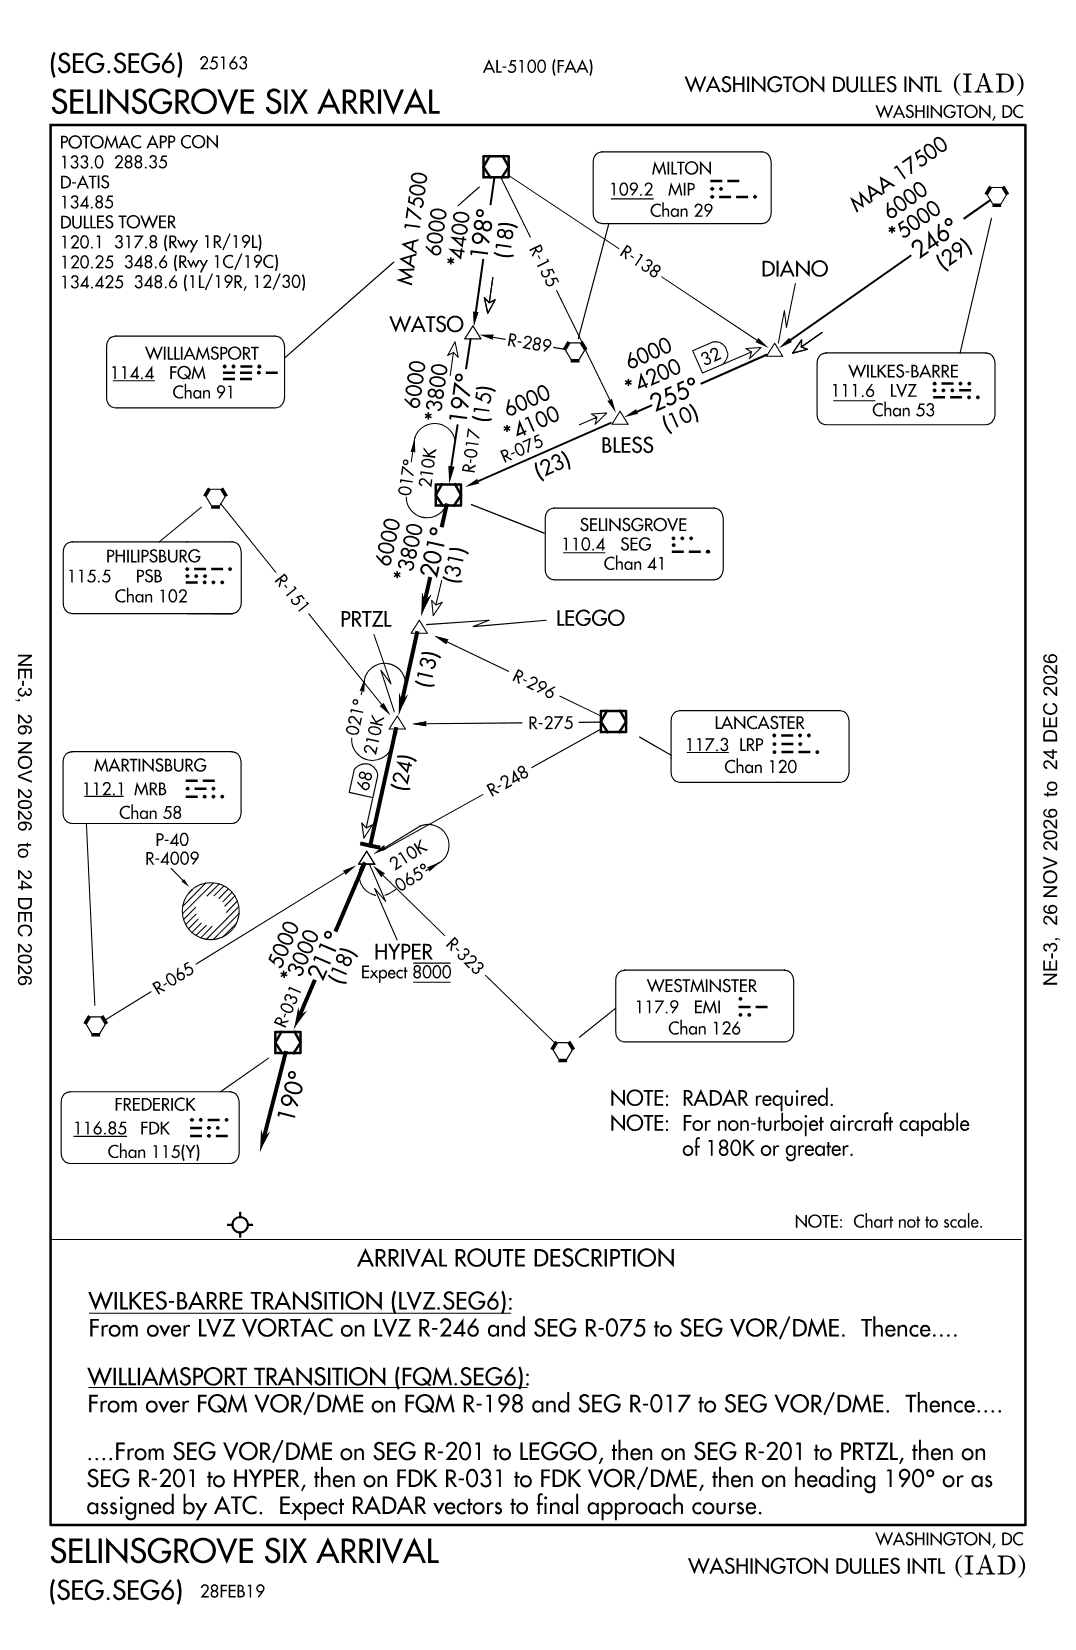 (SEG.SEG6) 25163
AL-5100 (FAA)
WASHINGTON DULLES INTL (IAD)
SELINSGROVE SIX ARRIVAL
WASHINGTON, DC
POTOMAC APP CON
133.0 288.35
D-ATIS
134.85
DULLES TOWER
120.1 317.8 (Rwy 1R/19L)
120.25 348.6 (Rwy 1C/19C)
134.425 348.6 (1L/19R, 12/30)
MILTON
109.2 MIP
Chan 29
MAA 17500
6000
*5000
246°
(29)
MAA 17500
6000
*4400
198°
(18)
R-155
R-138
DIANO
WATSO
R-289
WILLIAMSPORT
114.4 FQM
Chan 91
WILKES-BARRE
111.6 LVZ
Chan 53
6000
*4200
255°
(10)
32
6000
*3800
197°
(15)
R-017
6000
*4100
R-075
(23)
BLESS
017°
210K
SELINSGROVE
110.4 SEG
Chan 41
6000
*3800
201°
(31)
PHILIPSBURG
115.5 PSB
Chan 102
R-151
PRTZL
LEGGO
(13)
R-296
021°
210K
R-275
LANCASTER
117.3 LRP
Chan 120
MARTINSBURG
112.1 MRB
Chan 58
68
(24)
R-248
P-40
R-4009
210K
065°
HYPER
Expect 8000
R-323
R-065
5000
*3000
211°
(18)
R-031
WESTMINSTER
117.9 EMI
Chan 126
FREDERICK
116.85 FDK
Chan 115(Y)
190°
NOTE: RADAR required.
NOTE: For non-turbojet aircraft capable
of 180K or greater.
NOTE: Chart not to scale.
NE-3, 26 NOV 2026 to 24 DEC 2026
NE-3, 26 NOV 2026 to 24 DEC 2026
ARRIVAL ROUTE DESCRIPTION
WILKES-BARRE TRANSITION (LVZ.SEG6):
From over LVZ VORTAC on LVZ R-246 and SEG R-075 to SEG VOR/DME. Thence....
WILLIAMSPORT TRANSITION (FQM.SEG6):
From over FQM VOR/DME on FQM R-198 and SEG R-017 to SEG VOR/DME. Thence....
....From SEG VOR/DME on SEG R-201 to LEGGO, then on SEG R-201 to PRTZL, then on
SEG R-201 to HYPER, then on FDK R-031 to FDK VOR/DME, then on heading 190° or as
assigned by ATC. Expect RADAR vectors to final approach course.
SELINSGROVE SIX ARRIVAL
WASHINGTON, DC
WASHINGTON DULLES INTL (IAD)
(SEG.SEG6) 28FEB19